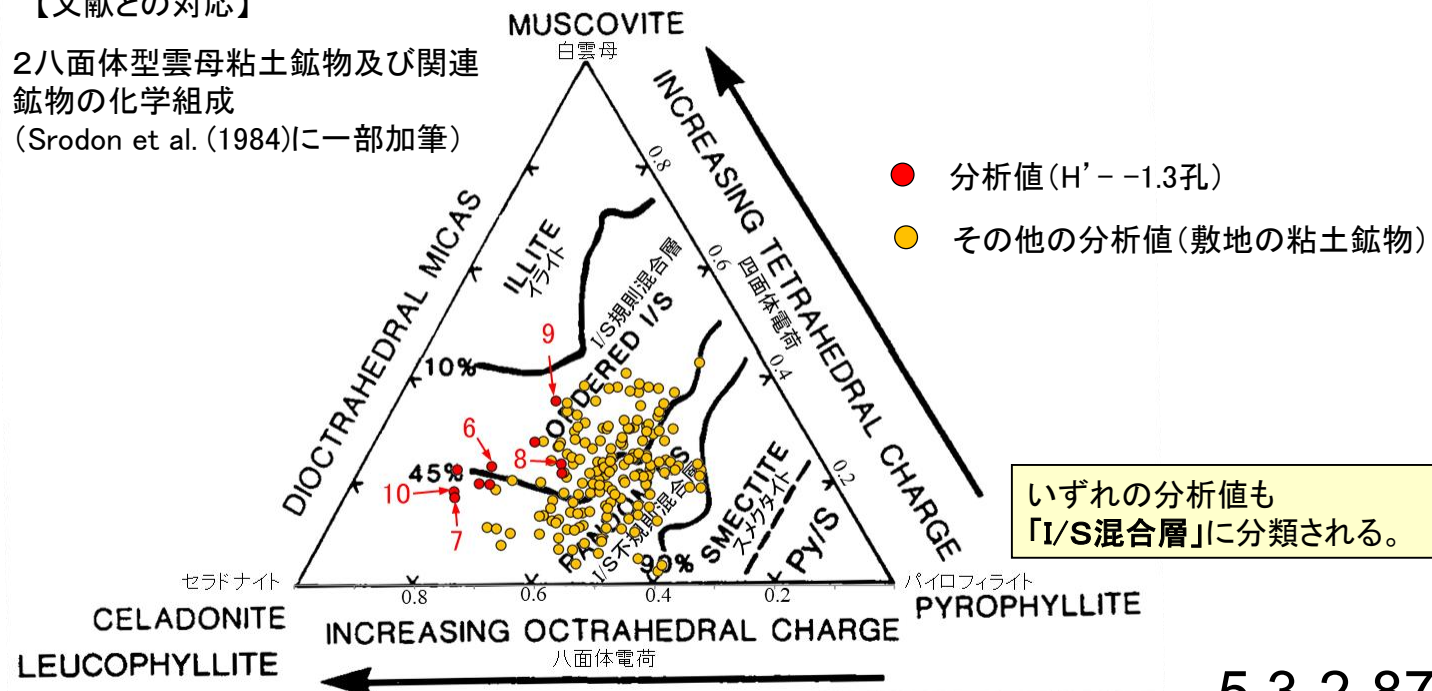 【文献との対応】
2八面体型雲母粘土鉱物及び関連
鉱物の化学組成
(Srodon et al. (1984)に一部加筆)
MUSCOVITE
白雲母
INCREASING TETRAHEDRAL CHARGE
四面体電荷
0.8
0.6
0.4
0.2
DIOCTRAHEDRAL MICAS
ILLITE
イライト
I/S規則混合層
ORDERED I/S
10%
45%
90%
I/S不規則混合層
SMECTITE
スメクタイト
Py/S
9
6
8
10
7
分析値(H’- -1.3孔)
その他の分析値(敷地の粘土鉱物)
いずれの分析値も
「I/S混合層」に分類される。
セラドナイト
パイロフィライト
0.8
0.6
0.4
0.2
CELADONITE
LEUCOPHYLLITE
INCREASING OCTRAHEDRAL CHARGE
八面体電荷
PYROPHYLLITE
5.3.2.87